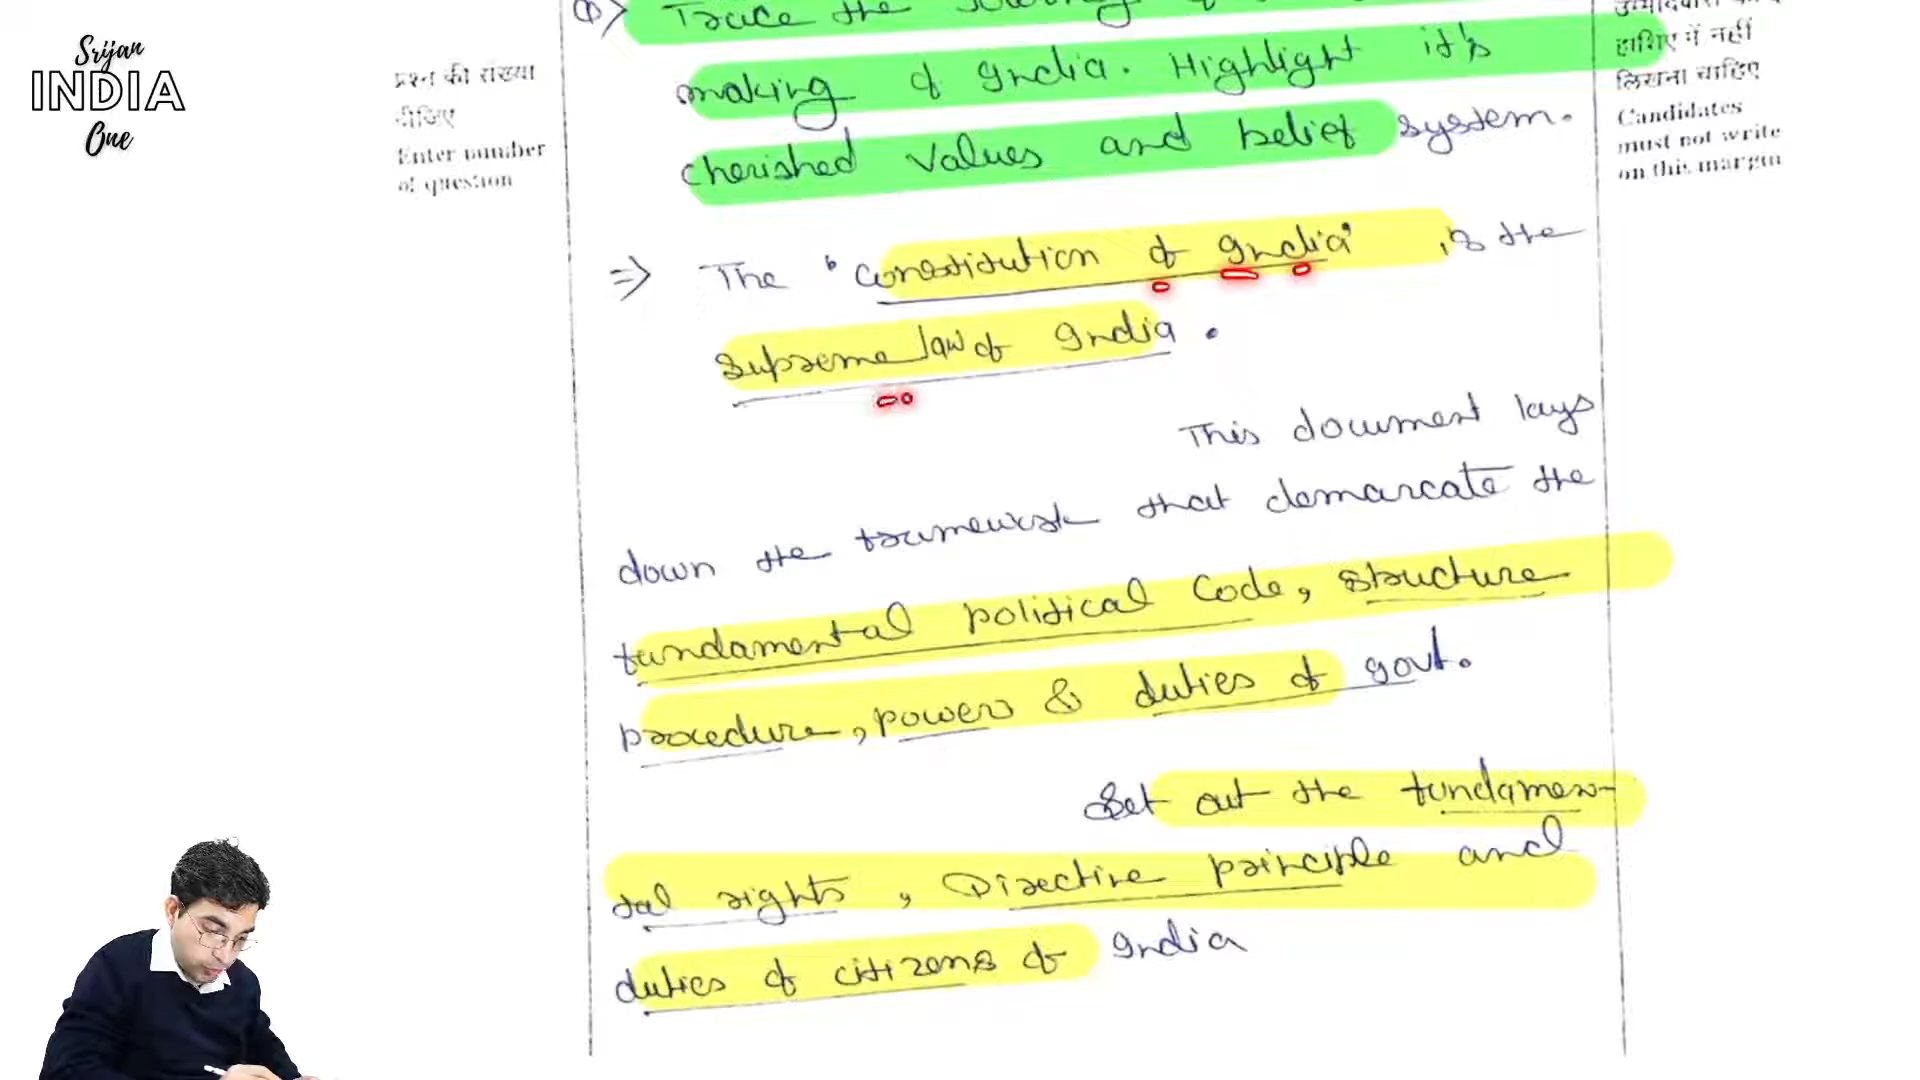 Srijan
INDIA
One
प्रश्न की संख्या
दीजिए
Enter number
of question
Q) Trace the
making of India. Highlight it's
cherished values and belief system.
हाशिए में नहीं
लिखना चाहिए
Candidates
must not write
on this margin
⇒ The "Constitution of India" is the
supreme law of India.
This document lays
down the framework that demarcate the
fundamental political Code, structure
procedure, powers & duties of govt.
Set out the fundamen-
tal rights, Directive principle and
duties of citizens of India